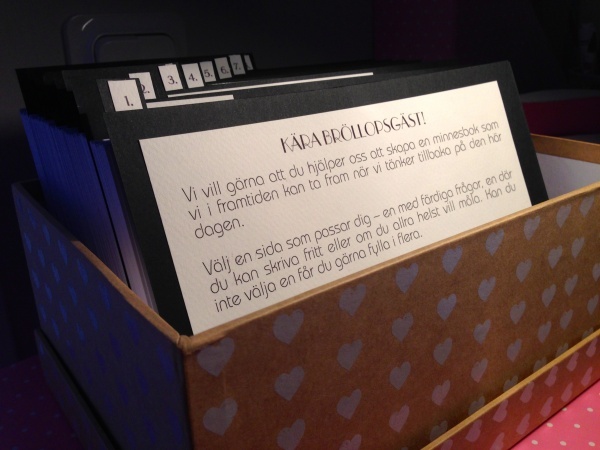 1.
2.
3.
4.
5.
6.
7.
KÄRA BRÖLLOPSGÄST!
Vi vill gärna att du hjälper oss att skapa en minnesbok som
vi i framtiden kan ta fram när vi tänker tillbaka på den här
dagen.
Välj en sida som passar dig – en med färdiga frågor, en där
du kan skriva fritt eller om du allra helst vill måla. Kan du
inte välja en får du gärna fylla i flera.